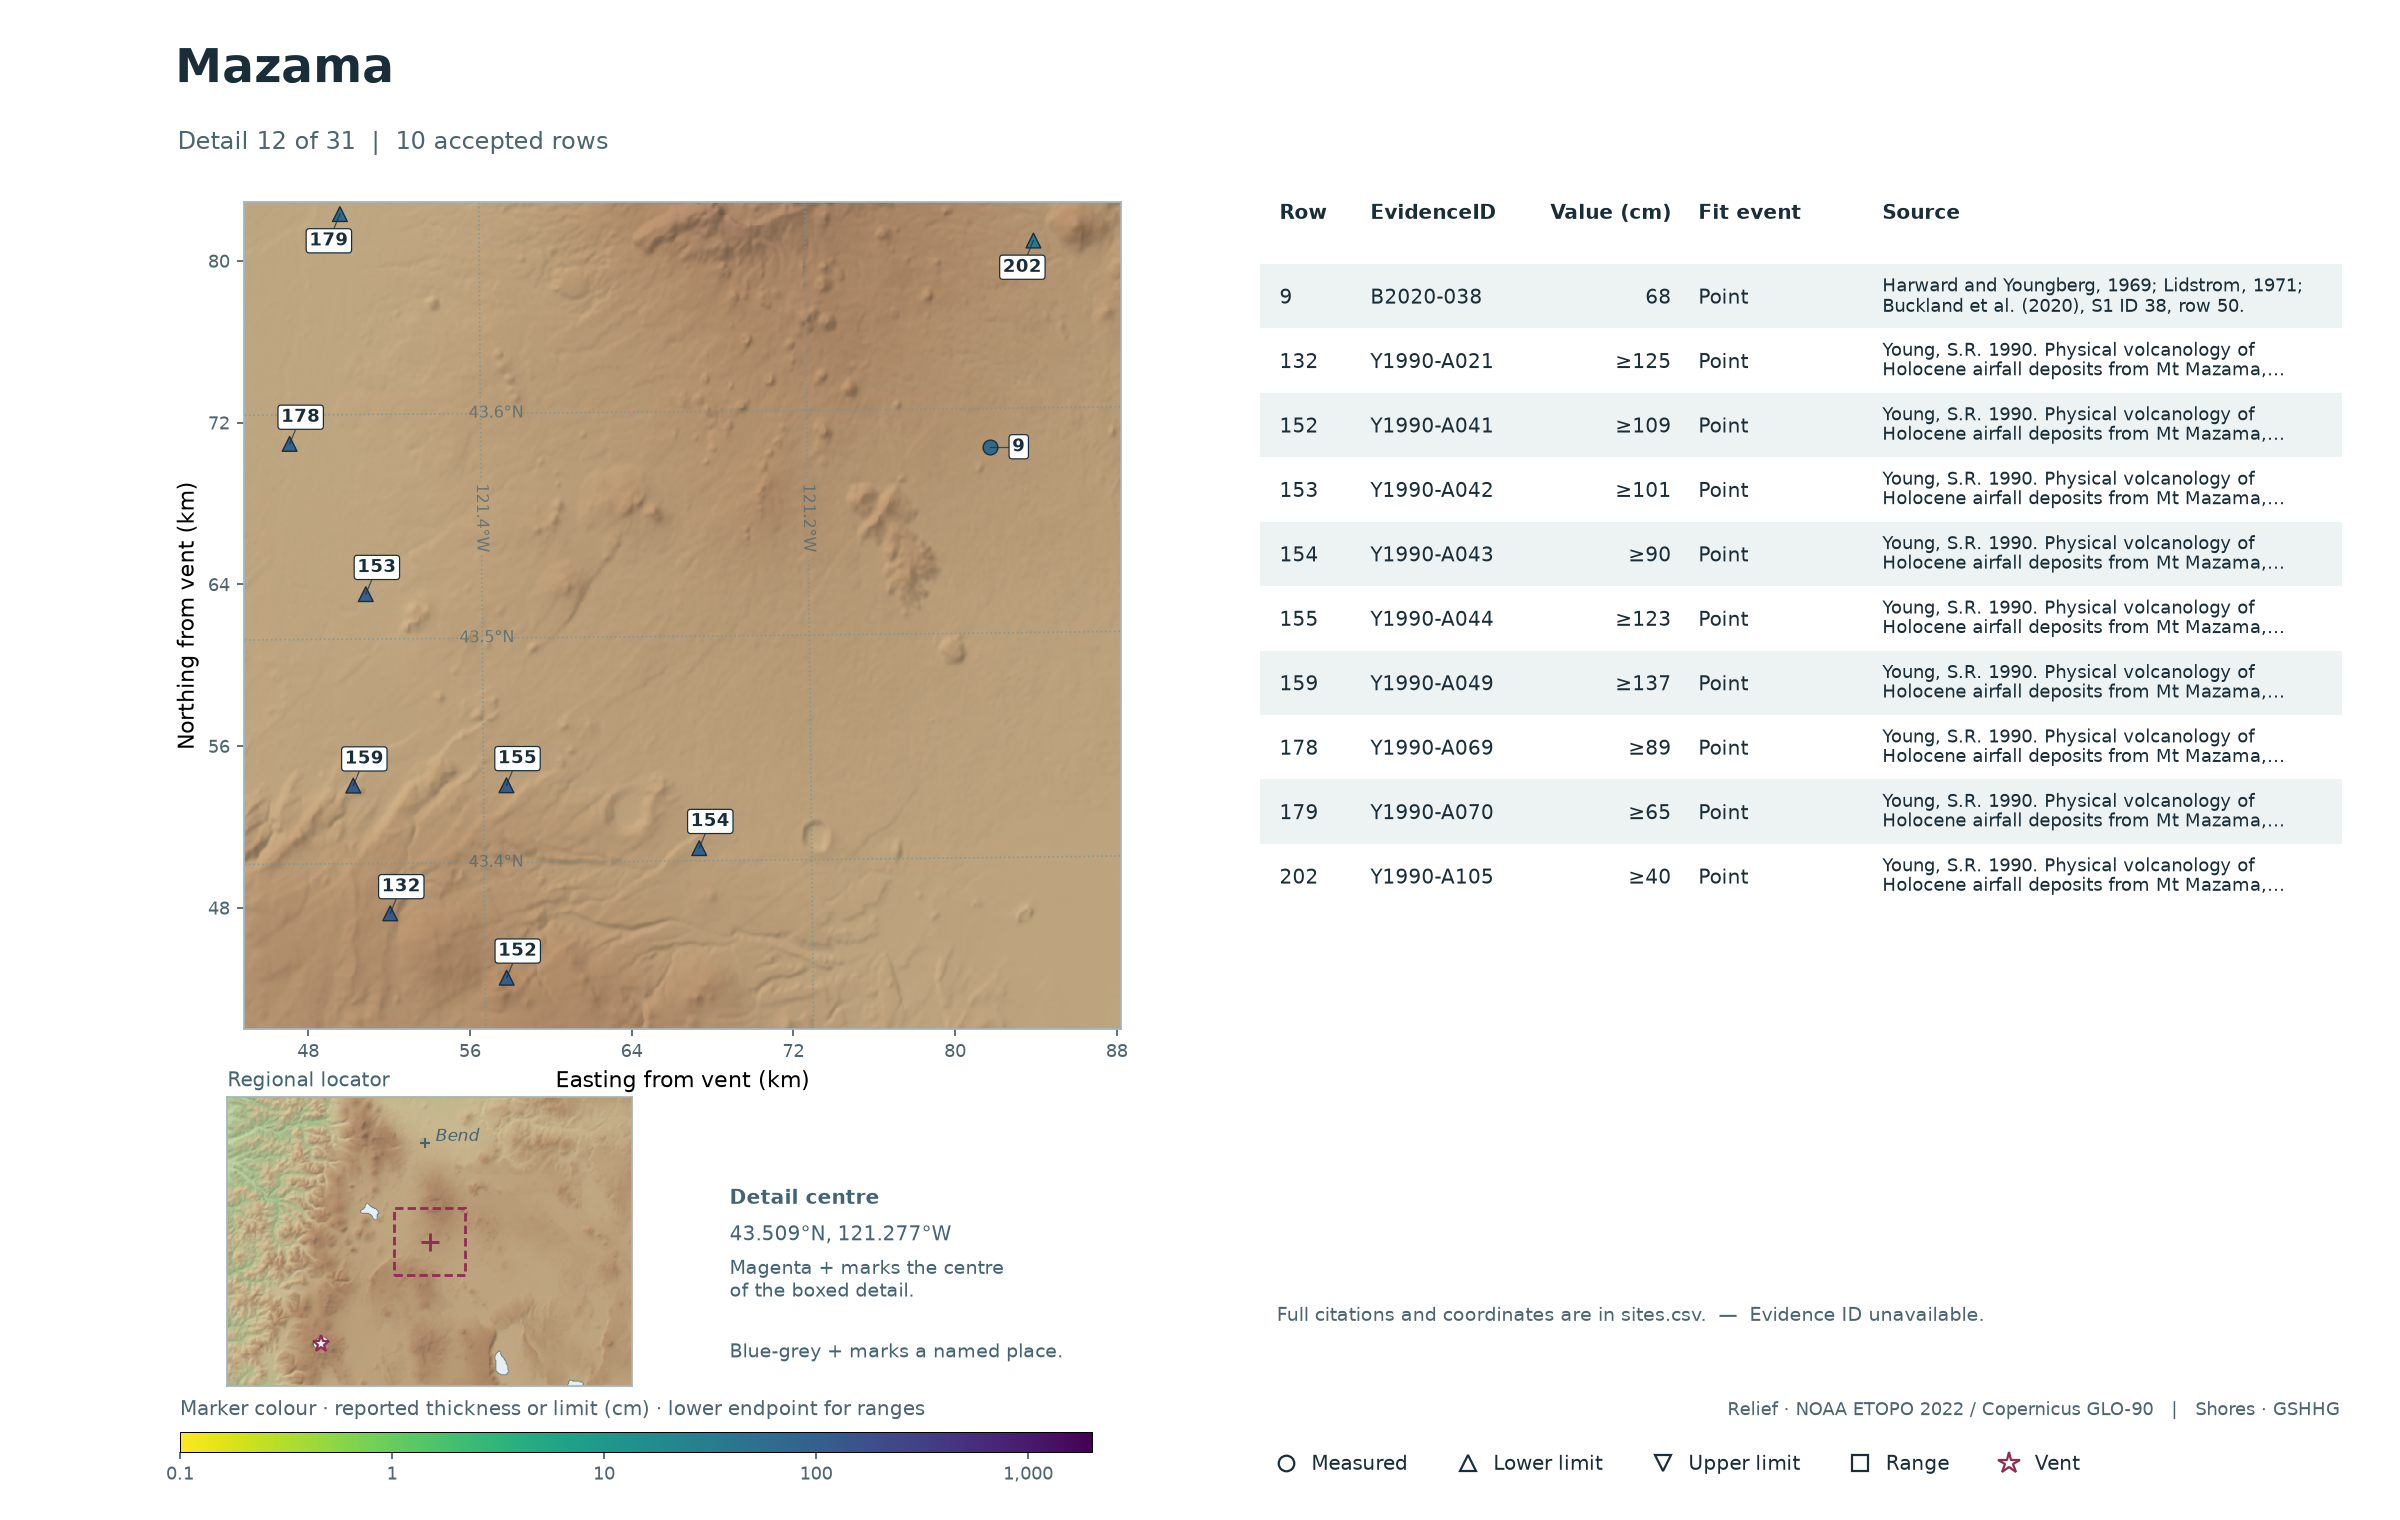 Mazama
Detail 12 of 31 | 10 accepted rows
179
202
178
9
153
159
155
154
132
152
43.6°N
43.5°N
43.4°N
121.4°W
121.2°W
80
72
64
56
48
Northing from vent (km)
48
56
64
72
80
88
Easting from vent (km)
Regional locator
Bend
Detail centre
43.509°N, 121.277°W
Magenta + marks the centre
of the boxed detail.
Blue-grey + marks a named place.
Marker colour · reported thickness or limit (cm) · lower endpoint for ranges
0.1
1
10
100
1,000
Row EvidenceID Value (cm) Fit event Source
9 B2020-038 68 Point Harward and Youngberg, 1969; Lidstrom, 1971;
Buckland et al. (2020), S1 ID 38, row 50.
132 Y1990-A021 ≥125 Point Young, S.R. 1990. Physical volcanology of
Holocene airfall deposits from Mt Mazama,…
152 Y1990-A041 ≥109 Point Young, S.R. 1990. Physical volcanology of
Holocene airfall deposits from Mt Mazama,…
153 Y1990-A042 ≥101 Point Young, S.R. 1990. Physical volcanology of
Holocene airfall deposits from Mt Mazama,…
154 Y1990-A043 ≥90 Point Young, S.R. 1990. Physical volcanology of
Holocene airfall deposits from Mt Mazama,…
155 Y1990-A044 ≥123 Point Young, S.R. 1990. Physical volcanology of
Holocene airfall deposits from Mt Mazama,…
159 Y1990-A049 ≥137 Point Young, S.R. 1990. Physical volcanology of
Holocene airfall deposits from Mt Mazama,…
178 Y1990-A069 ≥89 Point Young, S.R. 1990. Physical volcanology of
Holocene airfall deposits from Mt Mazama,…
179 Y1990-A070 ≥65 Point Young, S.R. 1990. Physical volcanology of
Holocene airfall deposits from Mt Mazama,…
202 Y1990-A105 ≥40 Point Young, S.R. 1990. Physical volcanology of
Holocene airfall deposits from Mt Mazama,…
Full citations and coordinates are in sites.csv. — Evidence ID unavailable.
Relief · NOAA ETOPO 2022 / Copernicus GLO-90 | Shores · GSHHG
Measured Lower limit Upper limit Range Vent